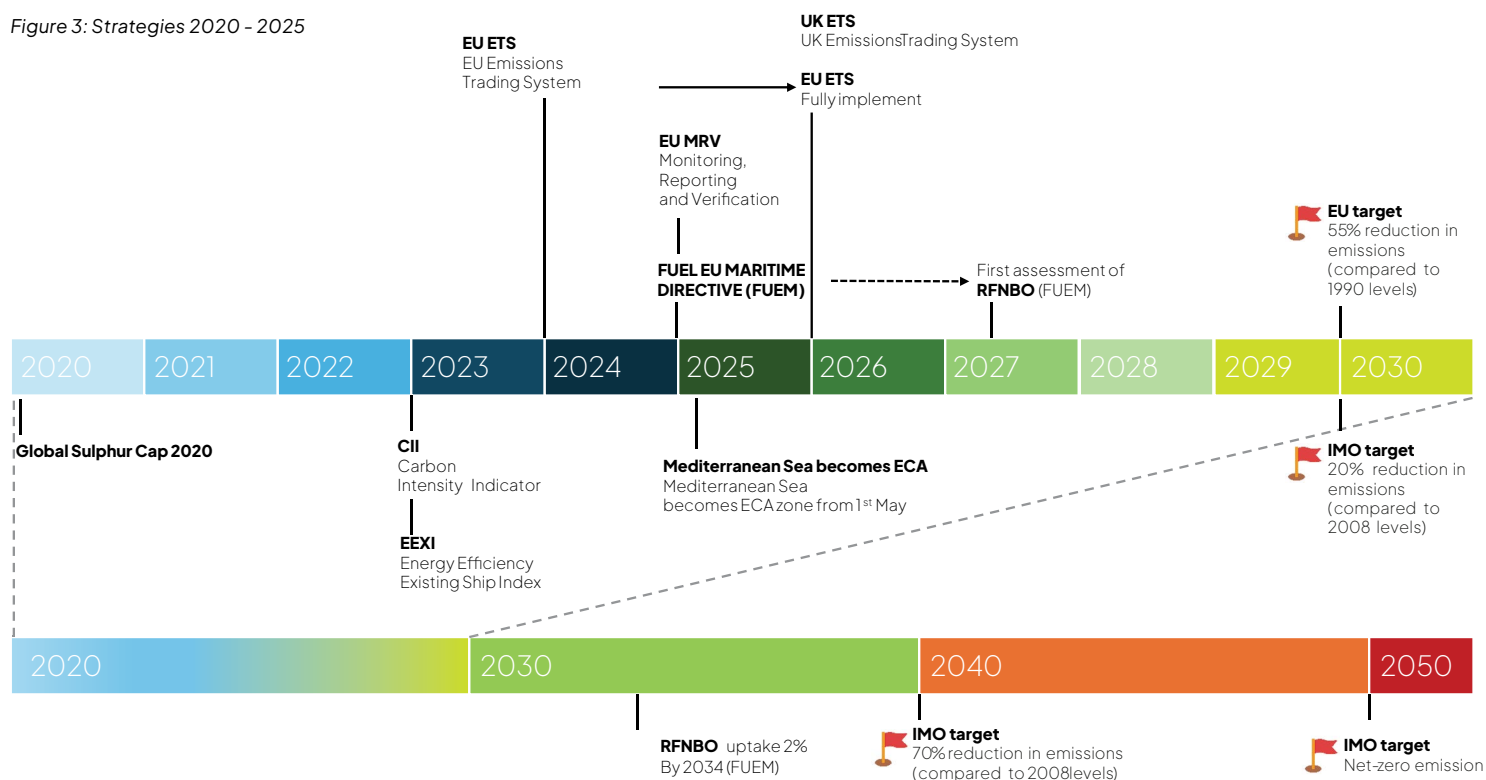 Figure 3: Strategies 2020 - 2025
EU ETS
EU Emissions
Trading System
UK ETS
UK EmissionsTrading System
EU ETS
Fully implement
EU MRV
Monitoring,
Reporting
and Verification
FUEL EU MARITIME
DIRECTIVE (FUEM)
First assessment of
RFNBO (FUEM)
EU target
55% reduction in
emissions
(compared to
1990 levels)
2020 2021 2022 2023 2024 2025 2026 2027 2028 2029 2030
Global Sulphur Cap 2020
CII
Carbon
Intensity Indicator
EEXI
Energy Efficiency
Existing Ship Index
Mediterranean Sea becomes ECA
Mediterranean Sea
becomes ECA zone from 1st May
IMO target
20% reduction in
emissions
(compared to
2008 levels)
2020 2030 2040 2050
RFNBO uptake 2%
By 2034 (FUEM)
IMO target
70% reduction in emissions
(compared to 2008 levels)
IMO target
Net-zero emission